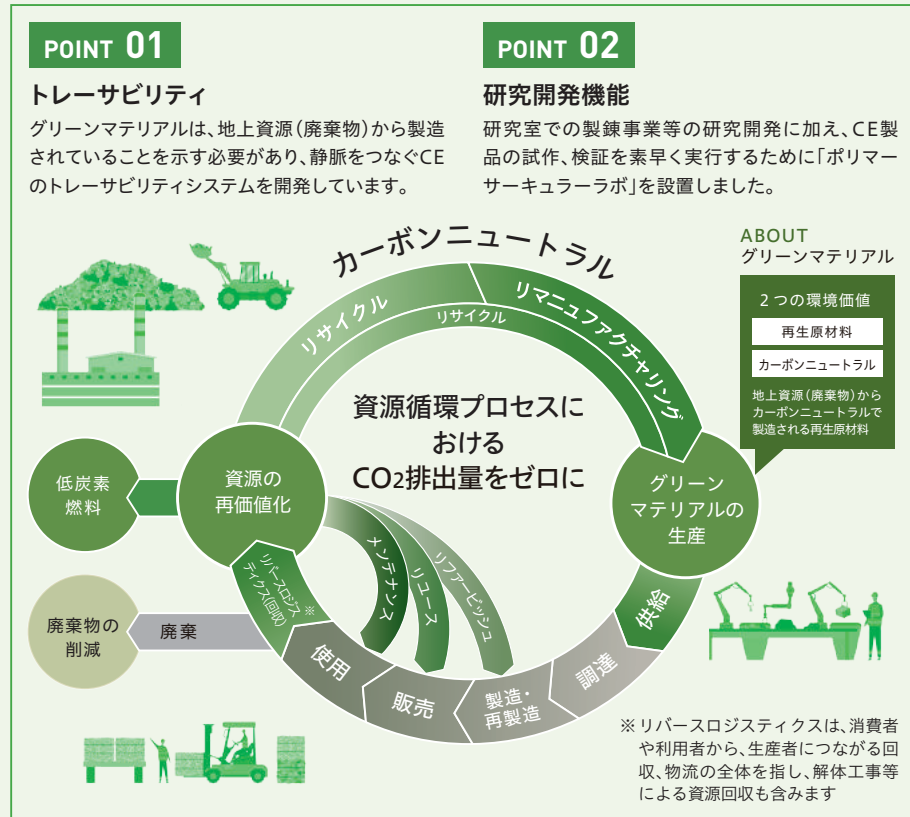 POINT 01
トレーサビリティ
グリーンマテリアルは、地上資源(廃棄物)から製造
されていることを示す必要があり、静脈をつなぐCE
のトレーサビリティシステムを開発しています。
POINT 02
研究開発機能
研究室での製錬事業等の研究開発に加え、CE製
品の試作、検証を素早く実行するために「ポリマー
サーキュラーラボ」を設置しました。
カーボンニュートラル
リサイクル
リマニュファクチャリング
リサイクル
ABOUT
グリーンマテリアル
2つの環境価値
再生原材料
カーボンニュートラル
地上資源(廃棄物)から
カーボンニュートラルで
製造される再生原材料
資源循環プロセスに
おける
CO2排出量をゼロに
資源の
再価値化
グリーン
マテリアルの
生産
低炭素
燃料
廃棄物の
削減
廃棄
リバースロジス
ティクス(回収)
※
メンテナンス
リユース
リファービッシュ
使用
販売
製造・
再製造
調達
供給
※リバースロジスティクスは、消費者
や利用者から、生産者につながる回
収、物流の全体を指し、解体工事等
による資源回収も含みます